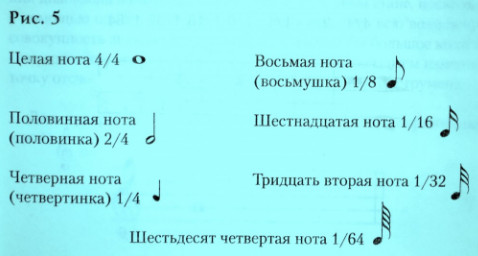 Рис. 5
Целая нота 4/4
Восьмая нота
(восьмушка) 1/8
Половинная нота
(половинка) 2/4
Шестнадцатая нота 1/16
Четверная нота
(четвертинка) 1/4
Тридцать вторая нота 1/32
Шестьдесят четвертая нота 1/64